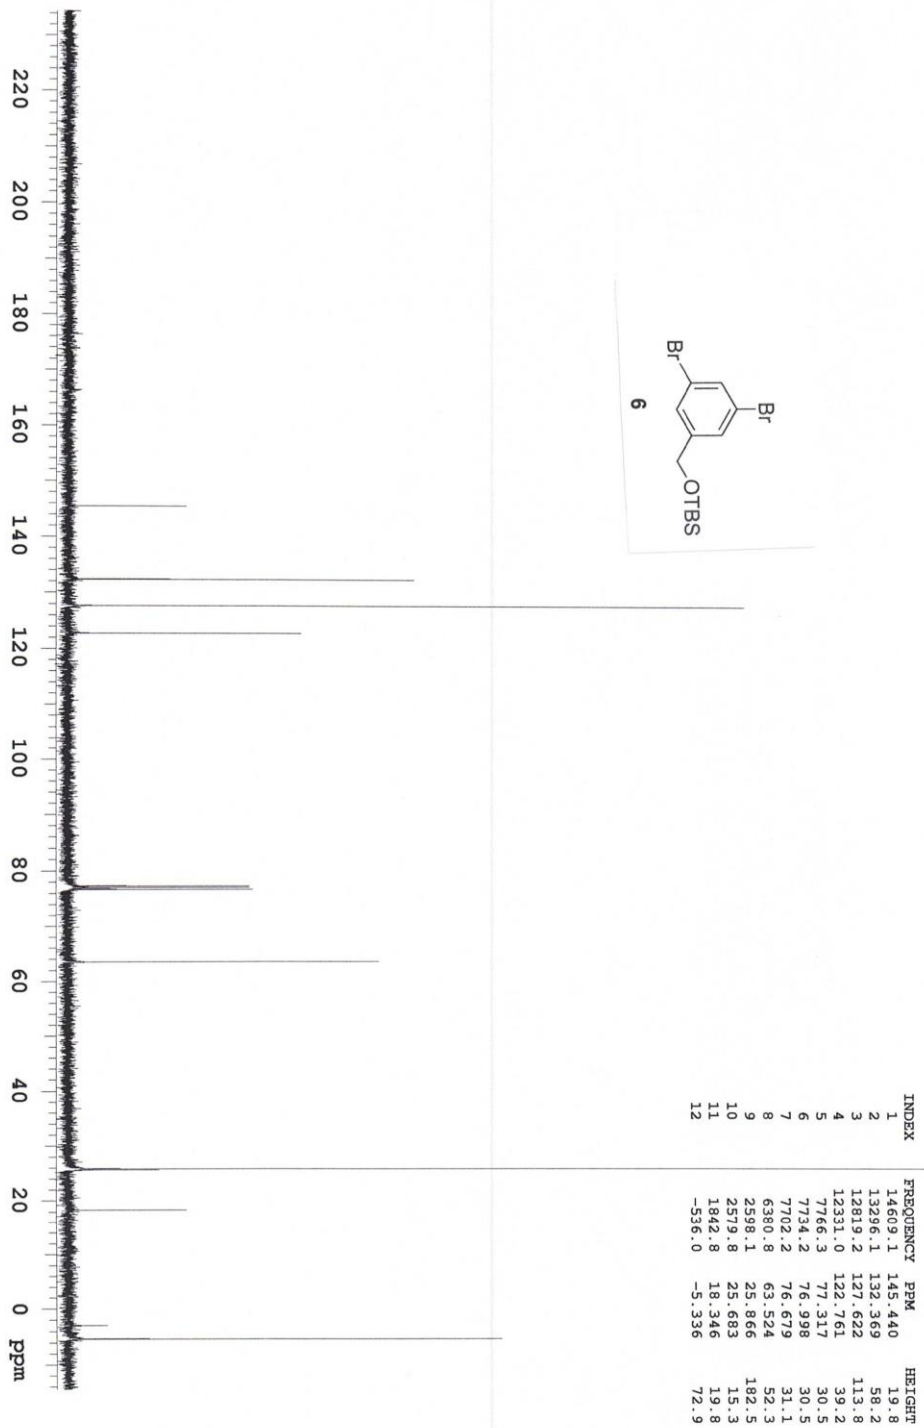 Br
Br
OTBS
6
INDEX FREQUENCY PPM HEIGHT
1 14609.1 145.440 19.8
2 13296.1 132.369 58.2
3 12819.2 127.622 113.8
4 12331.0 122.761 39.2
5 7766.3 77.317 30.5
6 7734.2 76.998 30.5
7 7702.2 76.679 31.1
8 6380.8 63.524 52.3
9 2598.1 25.866 182.5
10 2579.8 25.683 15.3
11 1842.8 18.346 19.8
12 -536.0 -5.336 72.9
220 200 180 160 140 120 100 80 60 40 20 0 ppm